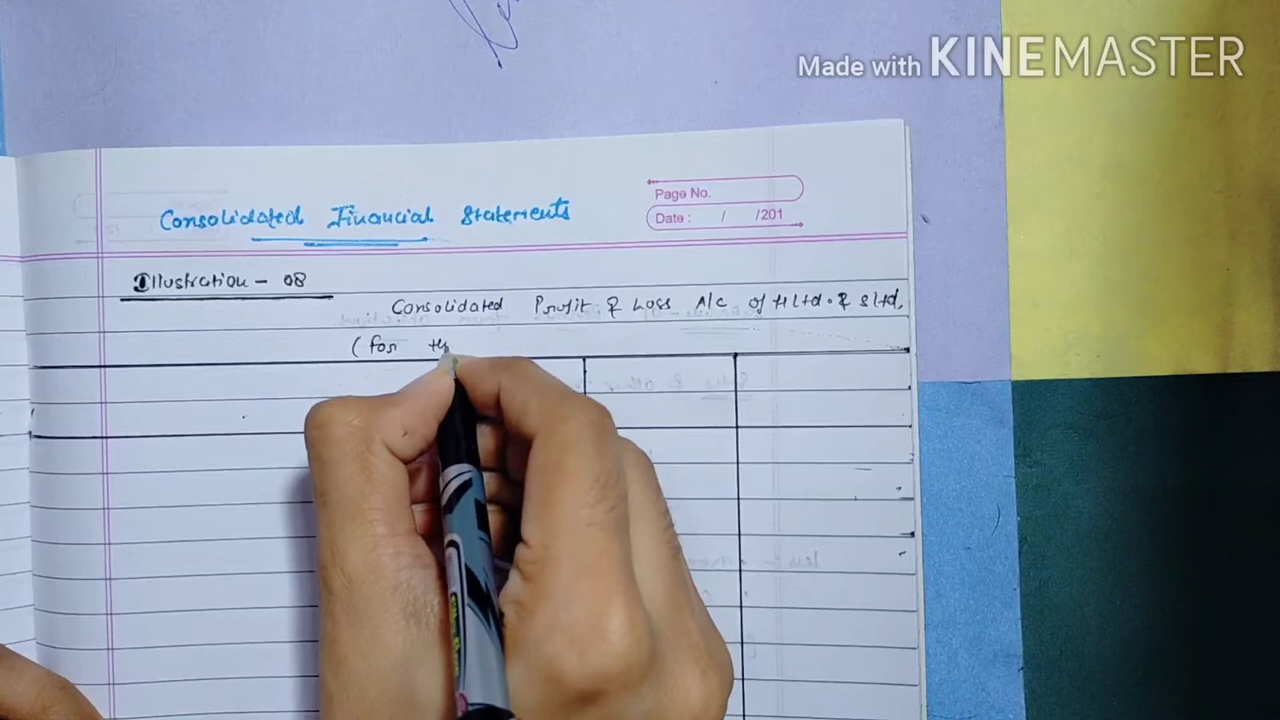 Made with KINEMASTER
Page No.
Date : / /201
Consolidated Financial Statements
Illustration - 08
Consolidated Profit & Loss A/c of H Ltd. & S Ltd.
( for th